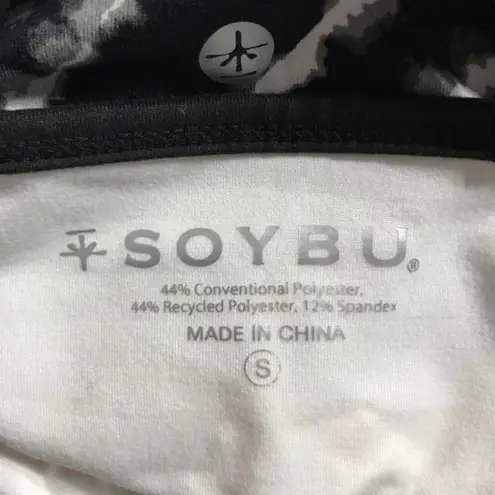 SOYBU®
44% Conventional Polyester,
44% Recycled Polyester, 12% Spandex
MADE IN CHINA
S